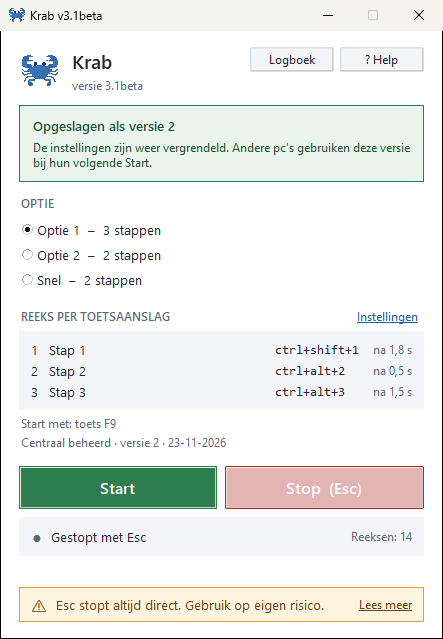 Krab v3.1beta
Krab
versie 3.1beta
Logboek
? Help
Opgeslagen als versie 2
De instellingen zijn weer vergrendeld. Andere pc's gebruiken deze versie
bij hun volgende Start.
OPTIE
Optie 1 – 3 stappen
Optie 2 – 2 stappen
Snel – 2 stappen
REEKS PER TOETSAANSLAG
Instellingen
1 Stap 1 ctrl+shift+1 na 1,8 s
2 Stap 2 ctrl+alt+2 na 0,5 s
3 Stap 3 ctrl+alt+3 na 1,5 s
Start met: toets F9
Centraal beheerd · versie 2 · 23-11-2026
Start
Stop (Esc)
Gestopt met Esc
Reeksen: 14
Esc stopt altijd direct. Gebruik op eigen risico.
Lees meer